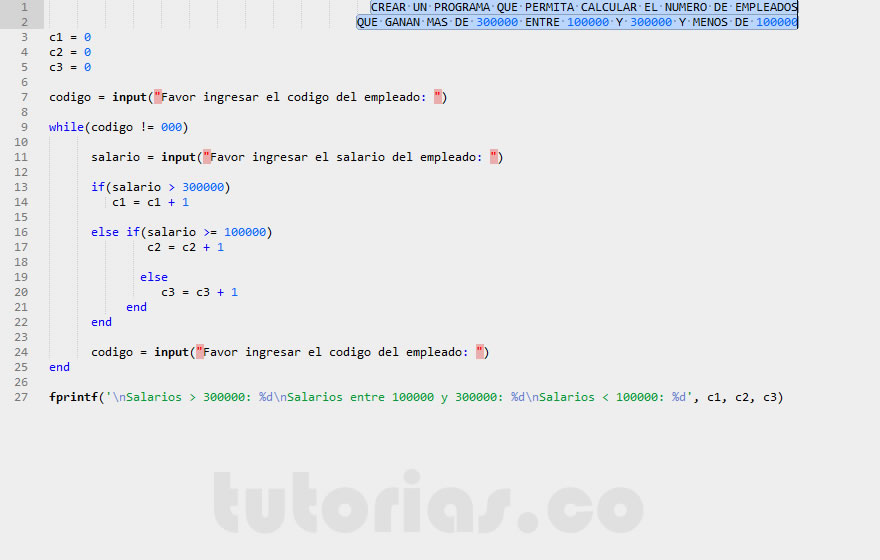 1 CREAR UN PROGRAMA QUE PERMITA CALCULAR EL NUMERO DE EMPLEADOS
2 QUE GANAN MAS DE 300000 ENTRE 100000 Y 300000 Y MENOS DE 100000
3 c1 = 0
4 c2 = 0
5 c3 = 0
6
7 codigo = input("Favor ingresar el codigo del empleado: ")
8
9 while(codigo != 000)
10
11 salario = input("Favor ingresar el salario del empleado: ")
12
13 if(salario > 300000)
14 c1 = c1 + 1
15
16 else if(salario >= 100000)
17 c2 = c2 + 1
18
19 else
20 c3 = c3 + 1
21 end
22 end
23
24 codigo = input("Favor ingresar el codigo del empleado: ")
25 end
26
27 fprintf('\nSalarios > 300000: %d\nSalarios entre 100000 y 300000: %d\nSalarios < 100000: %d', c1, c2, c3)
tutorias.co